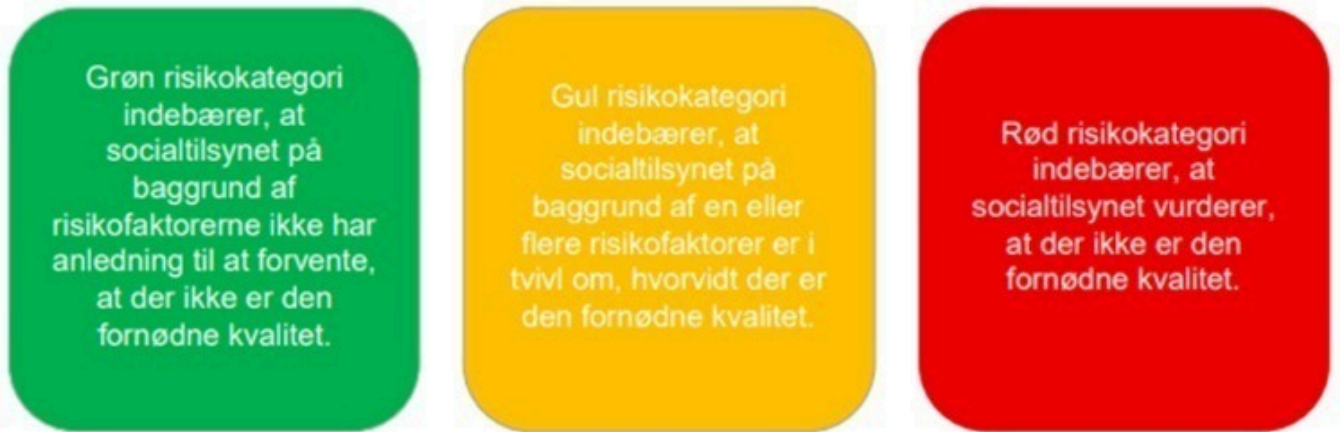 Grøn risikokategori
indebærer, at
socialtilsynet på
baggrund af
risikofaktorerne ikke har
anledning til at forvente,
at der ikke er den
fornødne kvalitet.
Gul risikokategori
indebærer, at
socialtilsynet på
baggrund af en eller
flere risikofaktorer er i
tvivl om, hvorvidt der er
den fornødne kvalitet.
Rød risikokategori
indebærer, at
socialtilsynet vurderer,
at der ikke er den
fornødne kvalitet.